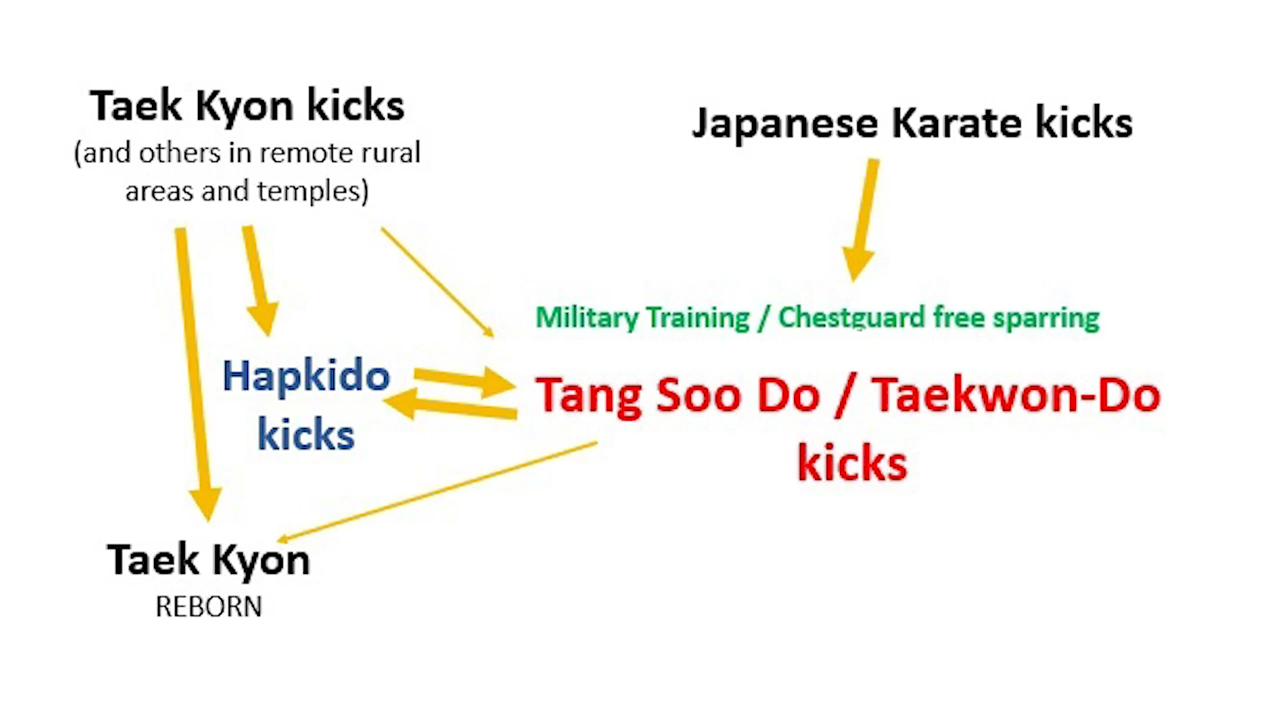 Taek Kyon kicks
(and others in remote rural
areas and temples)
Japanese Karate kicks
Military Training / Chestguard free sparring
Hapkido
kicks
Tang Soo Do / Taekwon-Do
kicks
Taek Kyon
REBORN